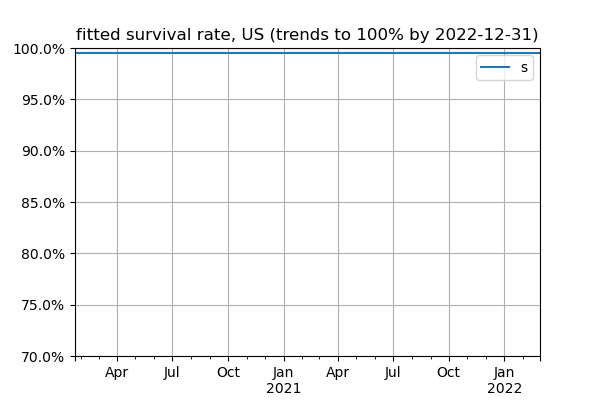 fitted survival rate, US (trends to 100% by 2022-12-31)
100.0%
95.0%
90.0%
85.0%
80.0%
75.0%
70.0%
s
Apr Jul Oct Jan Apr Jul Oct Jan
2021 2022